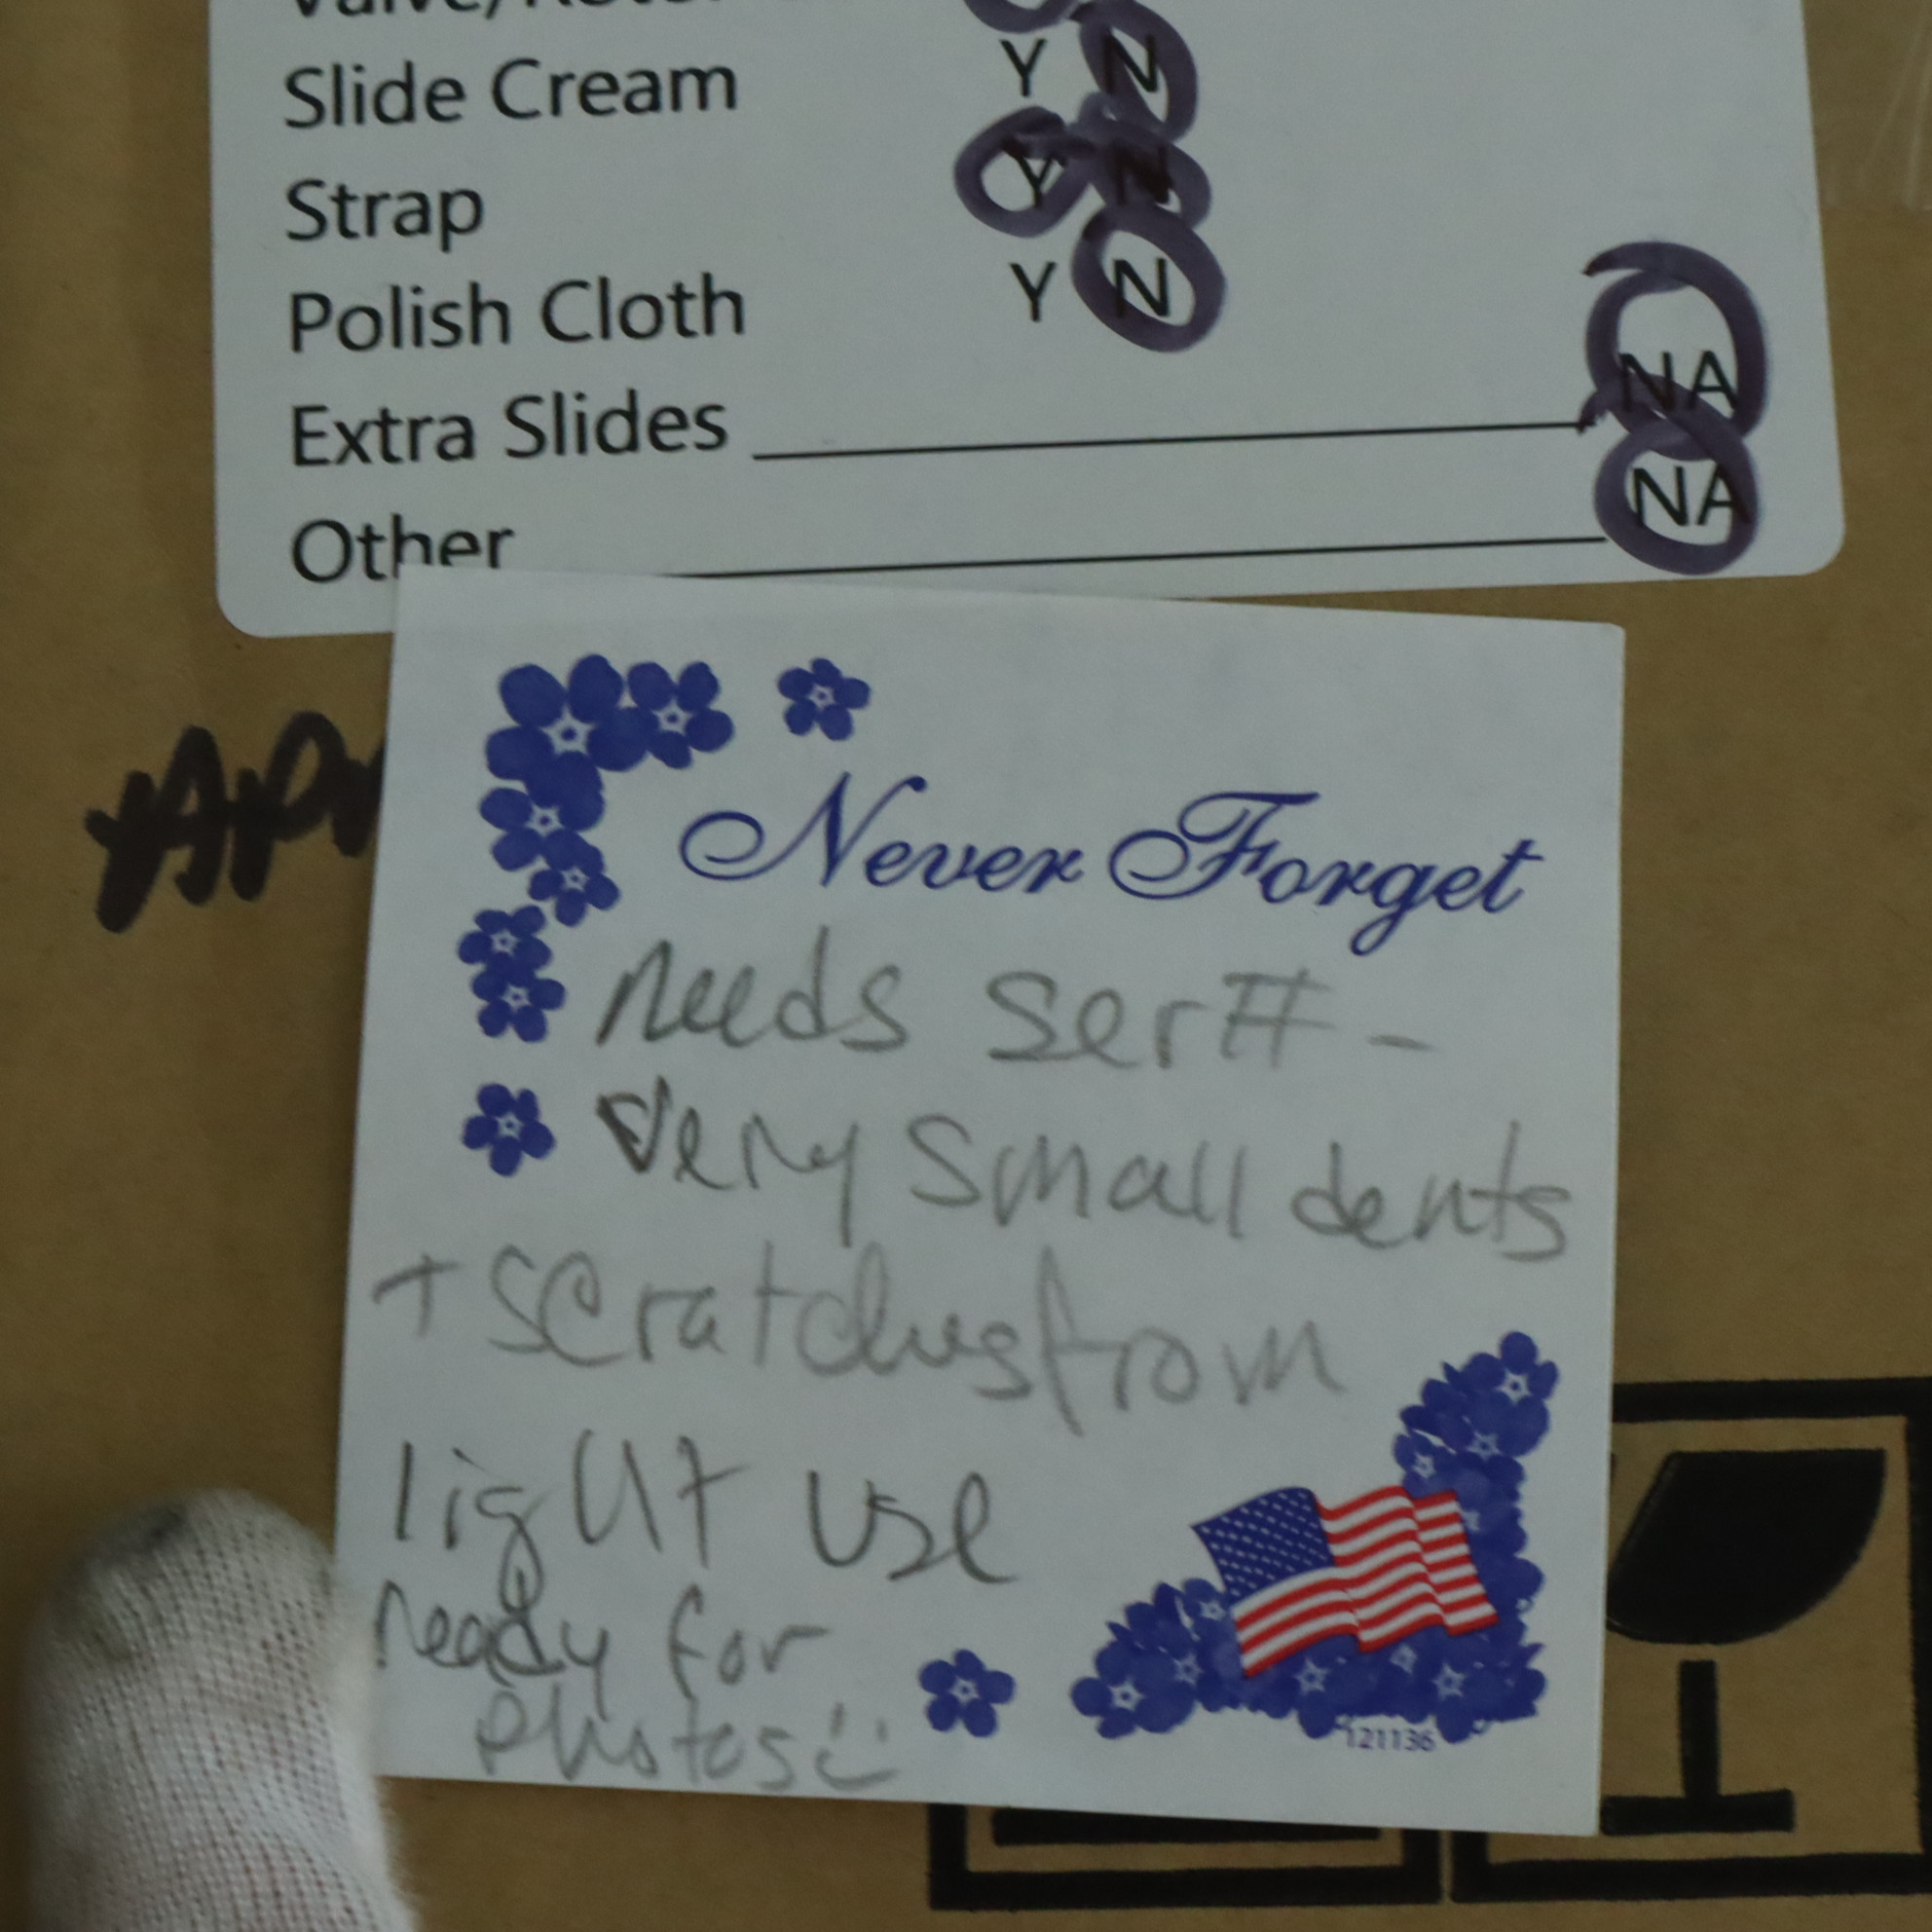 Slide Cream Y N
Strap Y N
Polish Cloth Y N
Extra Slides NA
Other NA
Never Forget
needs ser# -
very small dents
+ scratches from
light use
ready for
photos
121136